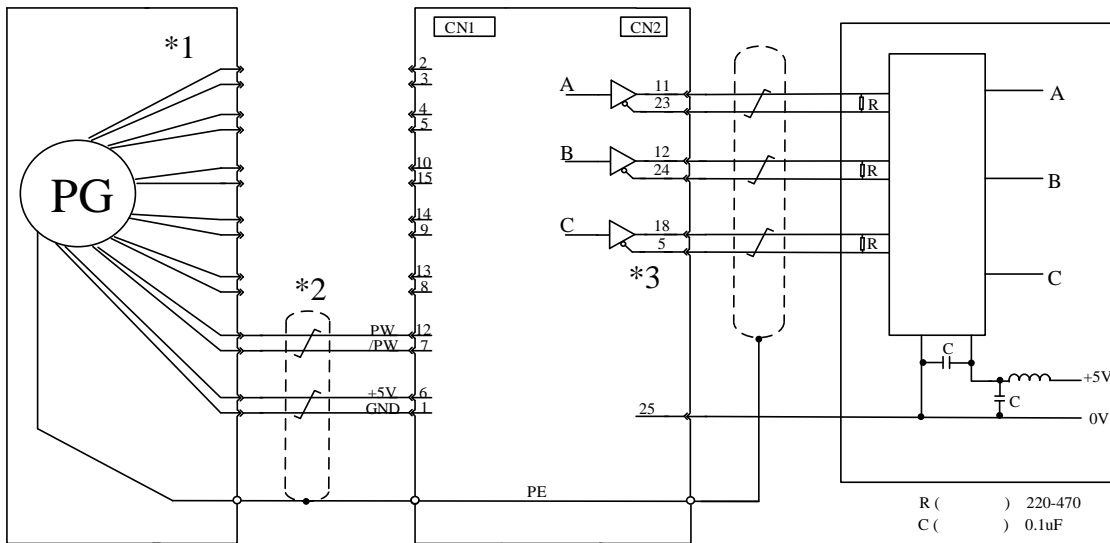 *1
PG
*2
PW
/PW
+5V
GND
CN1
CN2
2
3
4
5
10
15
14
9
13
8
12
7
6
1
A
11
23
B
12
24
C
18
5
*3
25
PE
R
R
R
A
B
C
C
+5V
C
0V
R ( ) 220-470
C ( ) 0.1uF